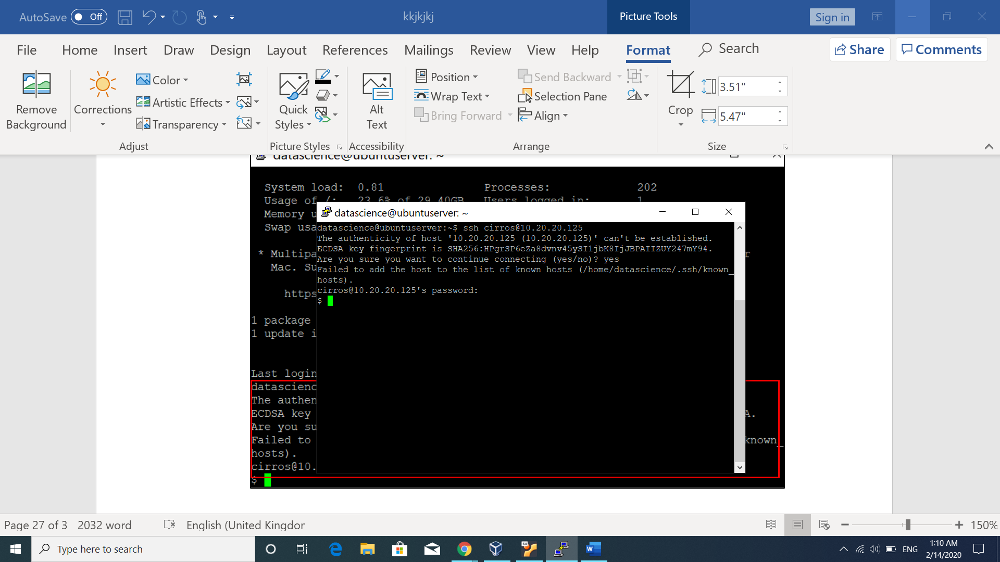 AutoSave Off kkjkjkj Picture Tools Sign in
File Home Insert Draw Design Layout References Mailings Review View Help Format Search Share Comments
Remove Background
Corrections
Color
Artistic Effects
Transparency
Adjust
Quick Styles
Picture Styles
Alt Text
Accessibility
Position
Wrap Text
Bring Forward
Send Backward
Selection Pane
Align
Arrange
Crop
3.51"
5.47"
Size
datascience@ubuntuserver: ~
System load: 0.81 Processes: 202
Usage of /: 23.6% of 29.40GB Users logged in: 1
Memory u
Swap usa
* Multipa r
Mac. Su
https
1 package
1 update i
Last login
datascienc
The authen
ECDSA key A.
Are you su
Failed to known_
hosts).
cirros@10.
$
datascience@ubuntuserver: ~
datascience@ubuntuserver:~$ ssh cirros@10.20.20.125
The authenticity of host '10.20.20.125 (10.20.20.125)' can't be established.
ECDSA key fingerprint is SHA256:HPgrSP6eZa8dvnv45ySI1jbK8IjJBPAIIZUY247mY94.
Are you sure you want to continue connecting (yes/no)? yes
Failed to add the host to the list of known hosts (/home/datascience/.ssh/known_
hosts).
cirros@10.20.20.125's password:
$
Page 27 of 3 2032 word English (United Kingdor 150%
Type here to search
64
ENG
1:10 AM
2/14/2020